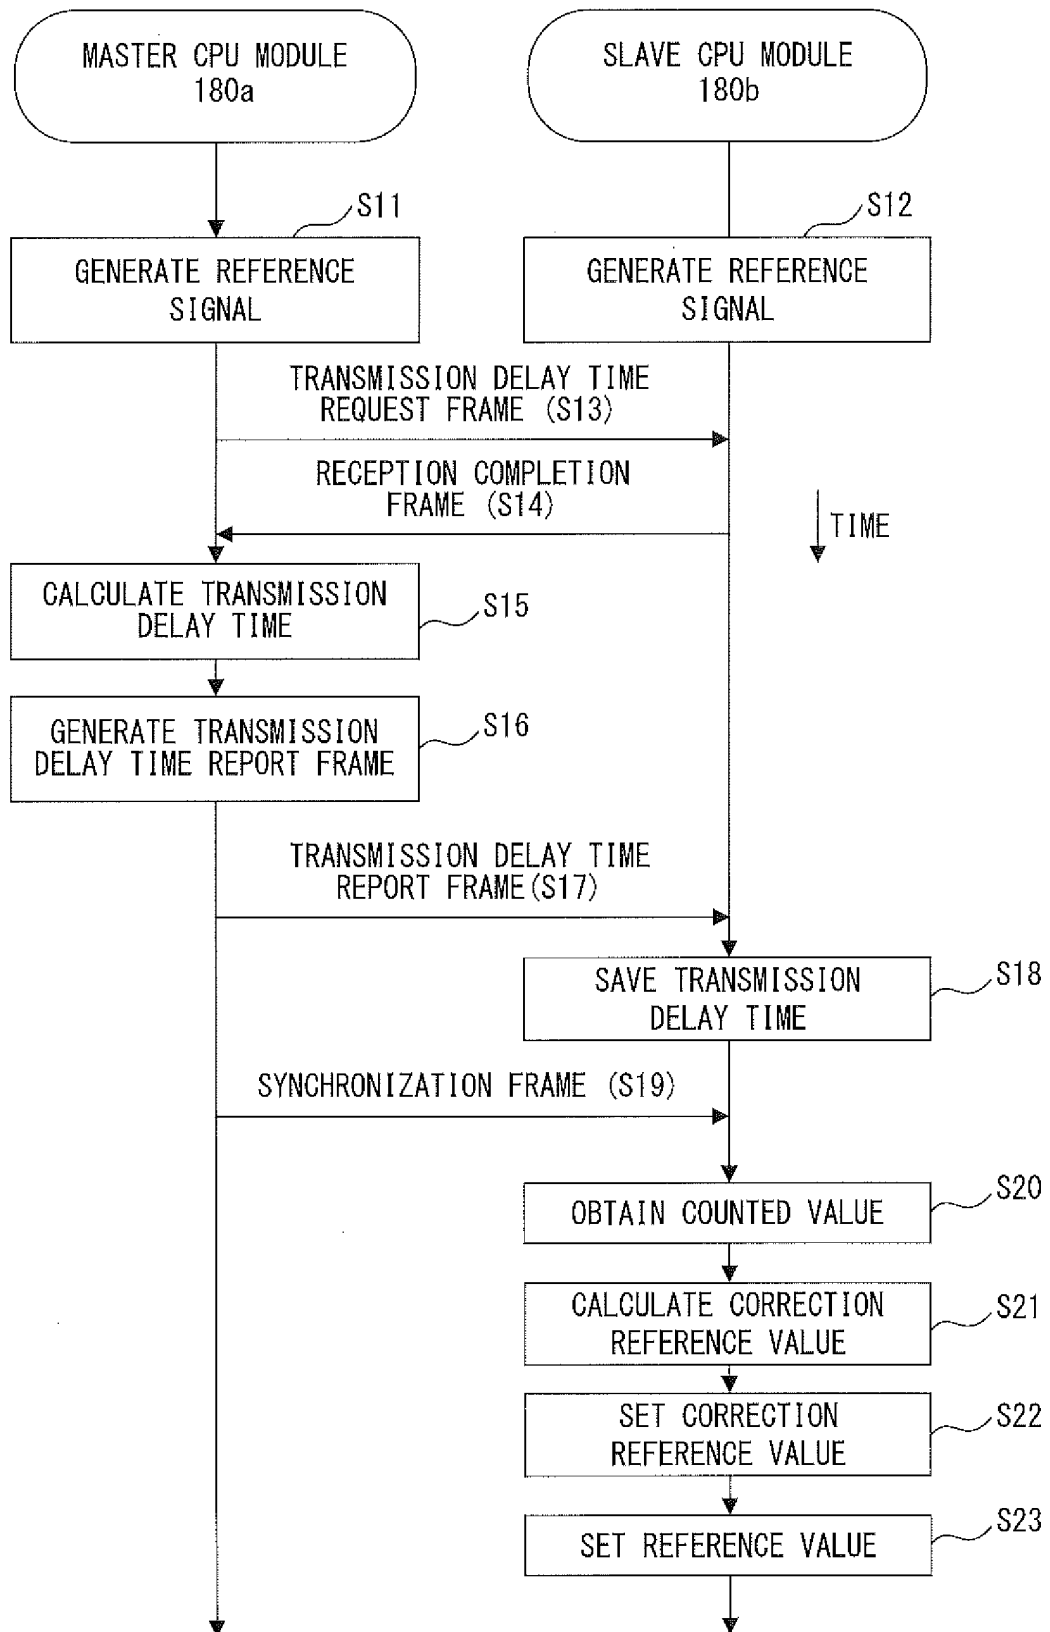 MASTER CPU MODULE
180a
SLAVE CPU MODULE
180b
S11
GENERATE REFERENCE
SIGNAL
S12
GENERATE REFERENCE
SIGNAL
TRANSMISSION DELAY TIME
REQUEST FRAME (S13)
RECEPTION COMPLETION
FRAME (S14)
TIME
CALCULATE TRANSMISSION
DELAY TIME
S15
GENERATE TRANSMISSION
DELAY TIME REPORT FRAME
S16
TRANSMISSION DELAY TIME
REPORT FRAME(S17)
SAVE TRANSMISSION
DELAY TIME
S18
SYNCHRONIZATION FRAME (S19)
OBTAIN COUNTED VALUE
S20
CALCULATE CORRECTION
REFERENCE VALUE
S21
SET CORRECTION
REFERENCE VALUE
S22
SET REFERENCE VALUE
S23